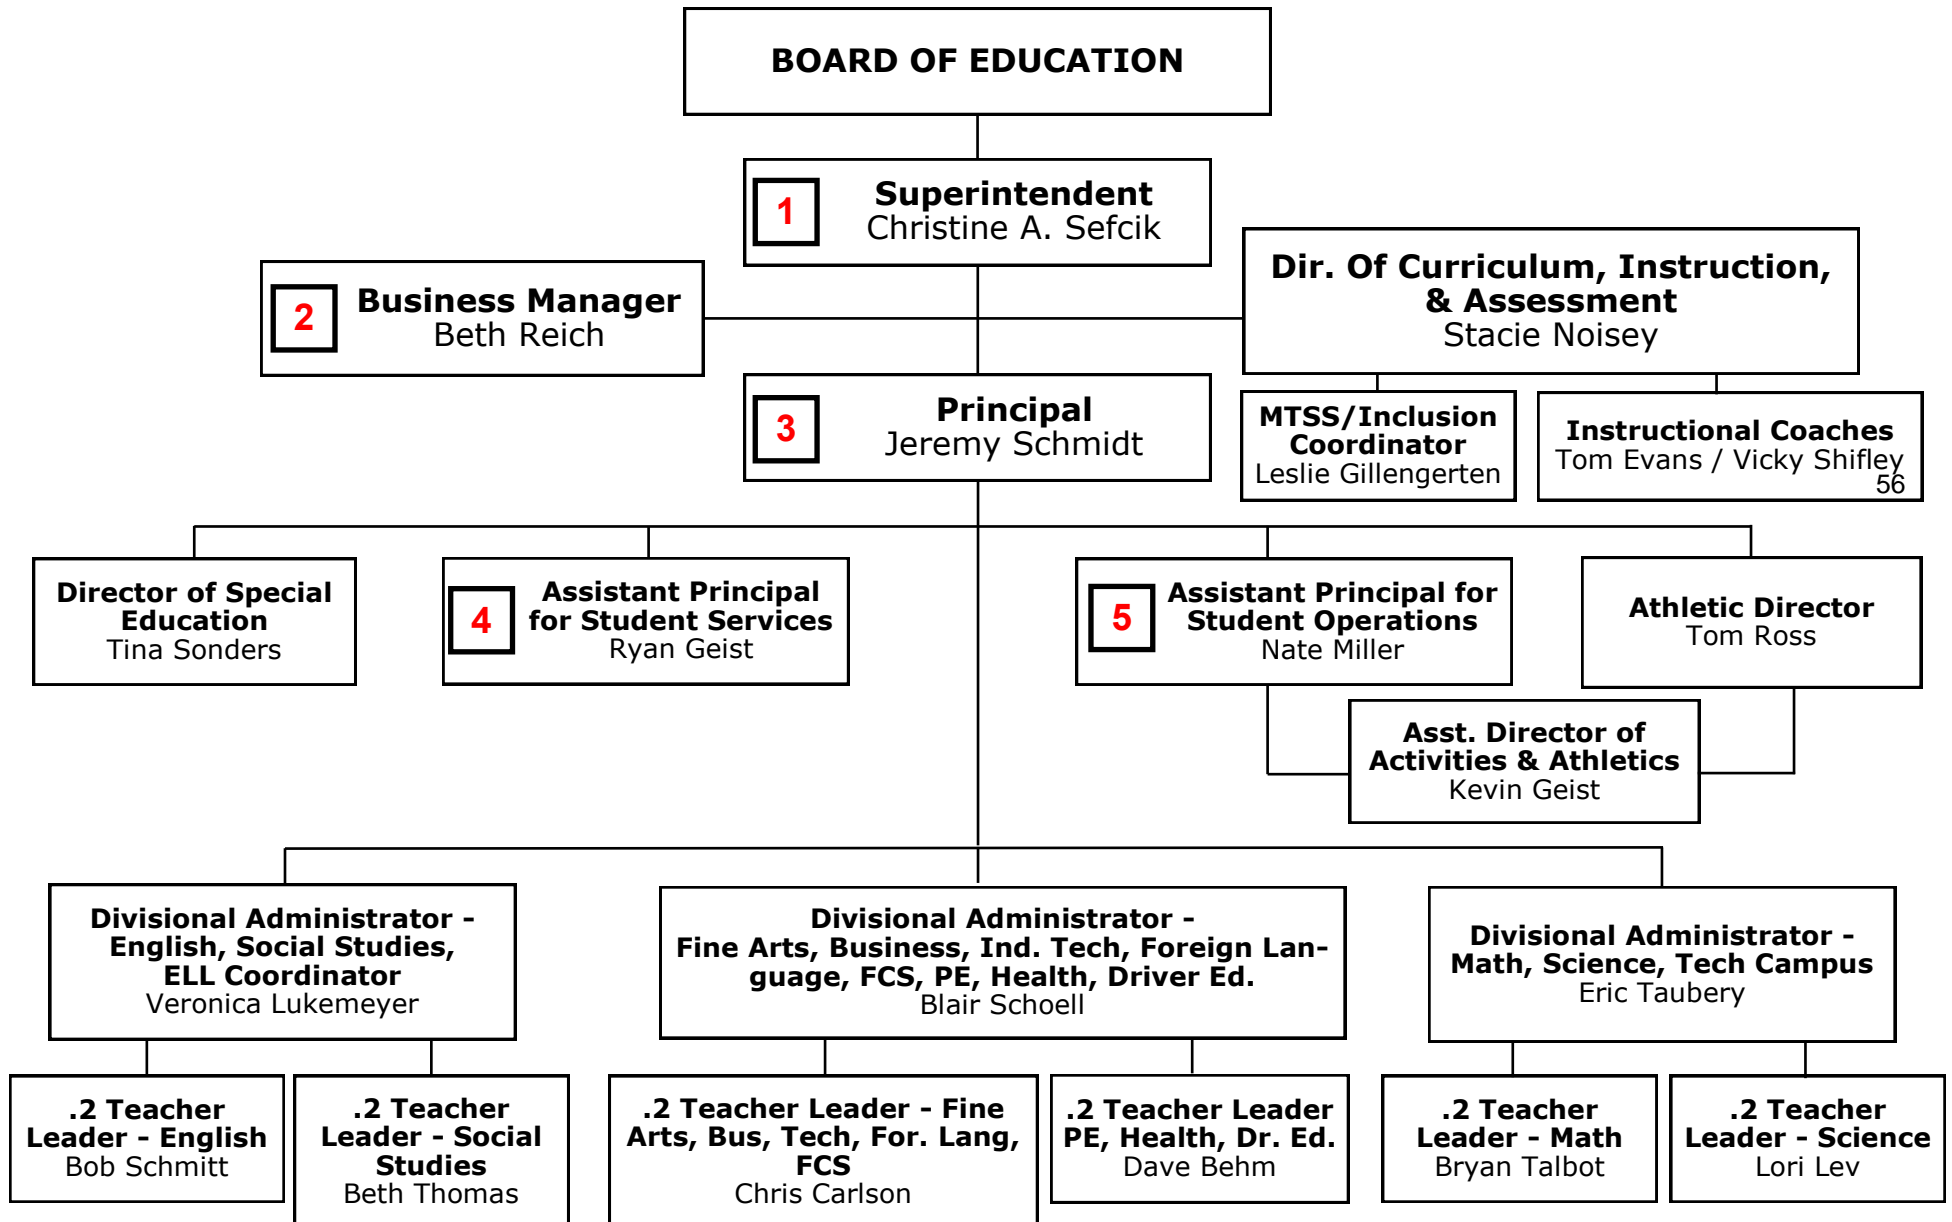 BOARD OF EDUCATION
1
Superintendent
Christine A. Sefcik
2
Business Manager
Beth Reich
Dir. Of Curriculum, Instruction,
& Assessment
Stacie Noisey
3
Principal
Jeremy Schmidt
MTSS/Inclusion
Coordinator
Leslie Gillengerten
Instructional Coaches
Tom Evans / Vicky Shifley
56
Director of Special
Education
Tina Sonders
4
Assistant Principal
for Student Services
Ryan Geist
5
Assistant Principal for
Student Operations
Nate Miller
Athletic Director
Tom Ross
Asst. Director of
Activities & Athletics
Kevin Geist
Divisional Administrator -
English, Social Studies,
ELL Coordinator
Veronica Lukemeyer
Divisional Administrator -
Fine Arts, Business, Ind. Tech, Foreign Lan-
guage, FCS, PE, Health, Driver Ed.
Blair Schoell
Divisional Administrator -
Math, Science, Tech Campus
Eric Taubery
.2 Teacher
Leader - English
Bob Schmitt
.2 Teacher
Leader - Social
Studies
Beth Thomas
.2 Teacher Leader - Fine
Arts, Bus, Tech, For. Lang,
FCS
Chris Carlson
.2 Teacher Leader
PE, Health, Dr. Ed.
Dave Behm
.2 Teacher
Leader - Math
Bryan Talbot
.2 Teacher
Leader - Science
Lori Lev